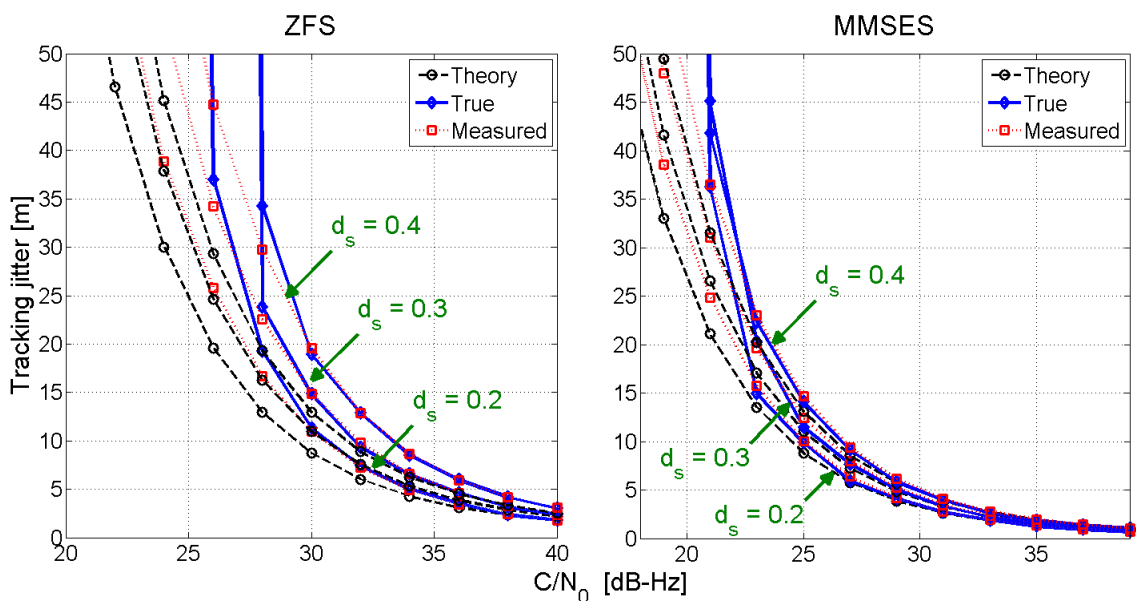 ZFS
MMSES
Tracking jitter [m]
50
45
40
35
30
25
20
15
10
5
0
20
25
30
35
40
Theory
True
Measured
d_s = 0.4
d_s = 0.3
d_s = 0.2
50
45
40
35
30
25
20
15
10
5
0
20
25
30
35
Theory
True
Measured
d_s = 0.4
d_s = 0.3
d_s = 0.2
C/N_0 [dB-Hz]